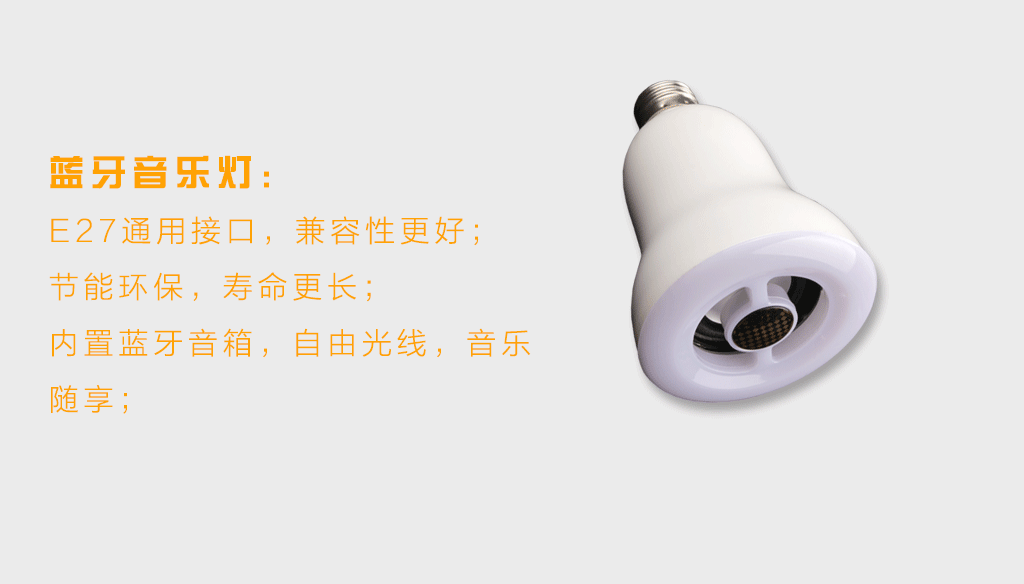 蓝牙音乐灯：
E27通用接口，兼容性更好；
节能环保，寿命更长；
内置蓝牙音箱，自由光线，音乐
随享；